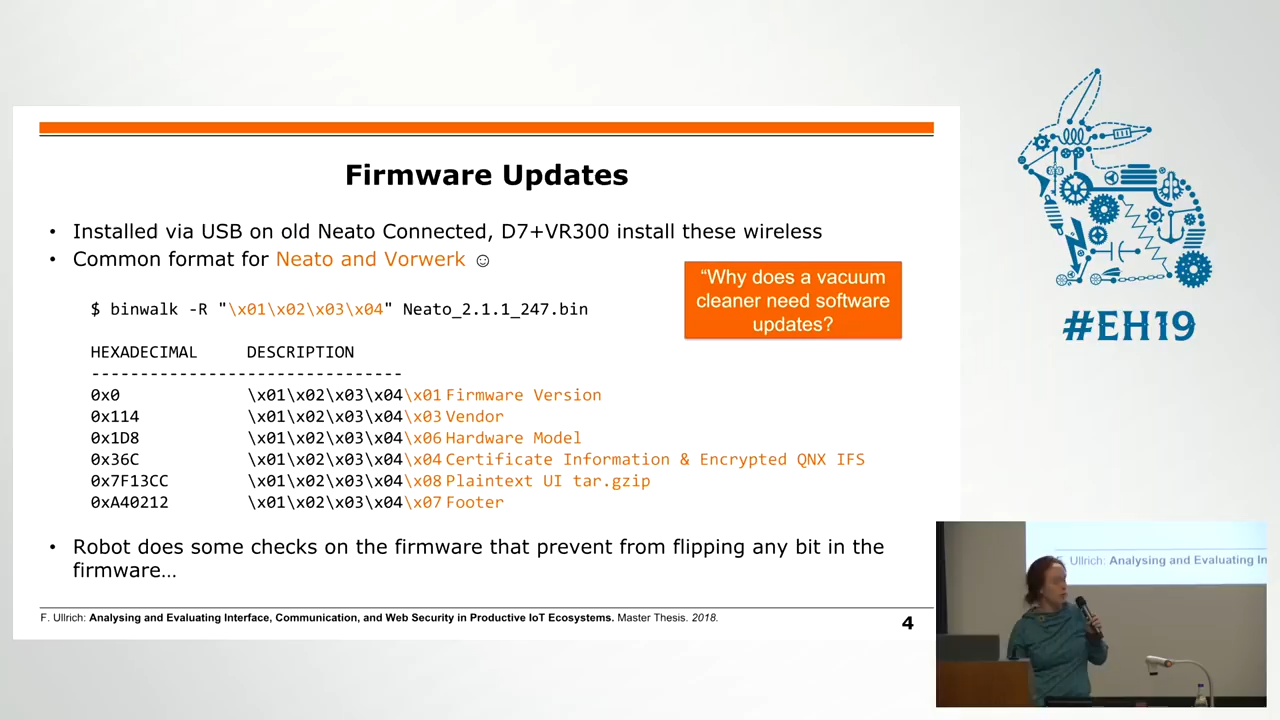 Firmware Updates
• Installed via USB on old Neato Connected, D7+VR300 install these wireless
• Common format for Neato and Vorwerk ☺
“Why does a vacuum
cleaner need software
updates?
$ binwalk -R "\x01\x02\x03\x04" Neato_2.1.1_247.bin
HEXADECIMAL DESCRIPTION
--------------------------------
0x0 \x01\x02\x03\x04\x01 Firmware Version
0x114 \x01\x02\x03\x04\x03 Vendor
0x1D8 \x01\x02\x03\x04\x06 Hardware Model
0x36C \x01\x02\x03\x04\x04 Certificate Information & Encrypted QNX IFS
0x7F13CC \x01\x02\x03\x04\x08 Plaintext UI tar.gzip
0xA40212 \x01\x02\x03\x04\x07 Footer
• Robot does some checks on the firmware that prevent from flipping any bit in the
firmware…
F. Ullrich: Analysing and Evaluating Interface, Communication, and Web Security in Productive IoT Ecosystems. Master Thesis. 2018.
4
#EH19
F. Ullrich: Analysing and Evaluating In